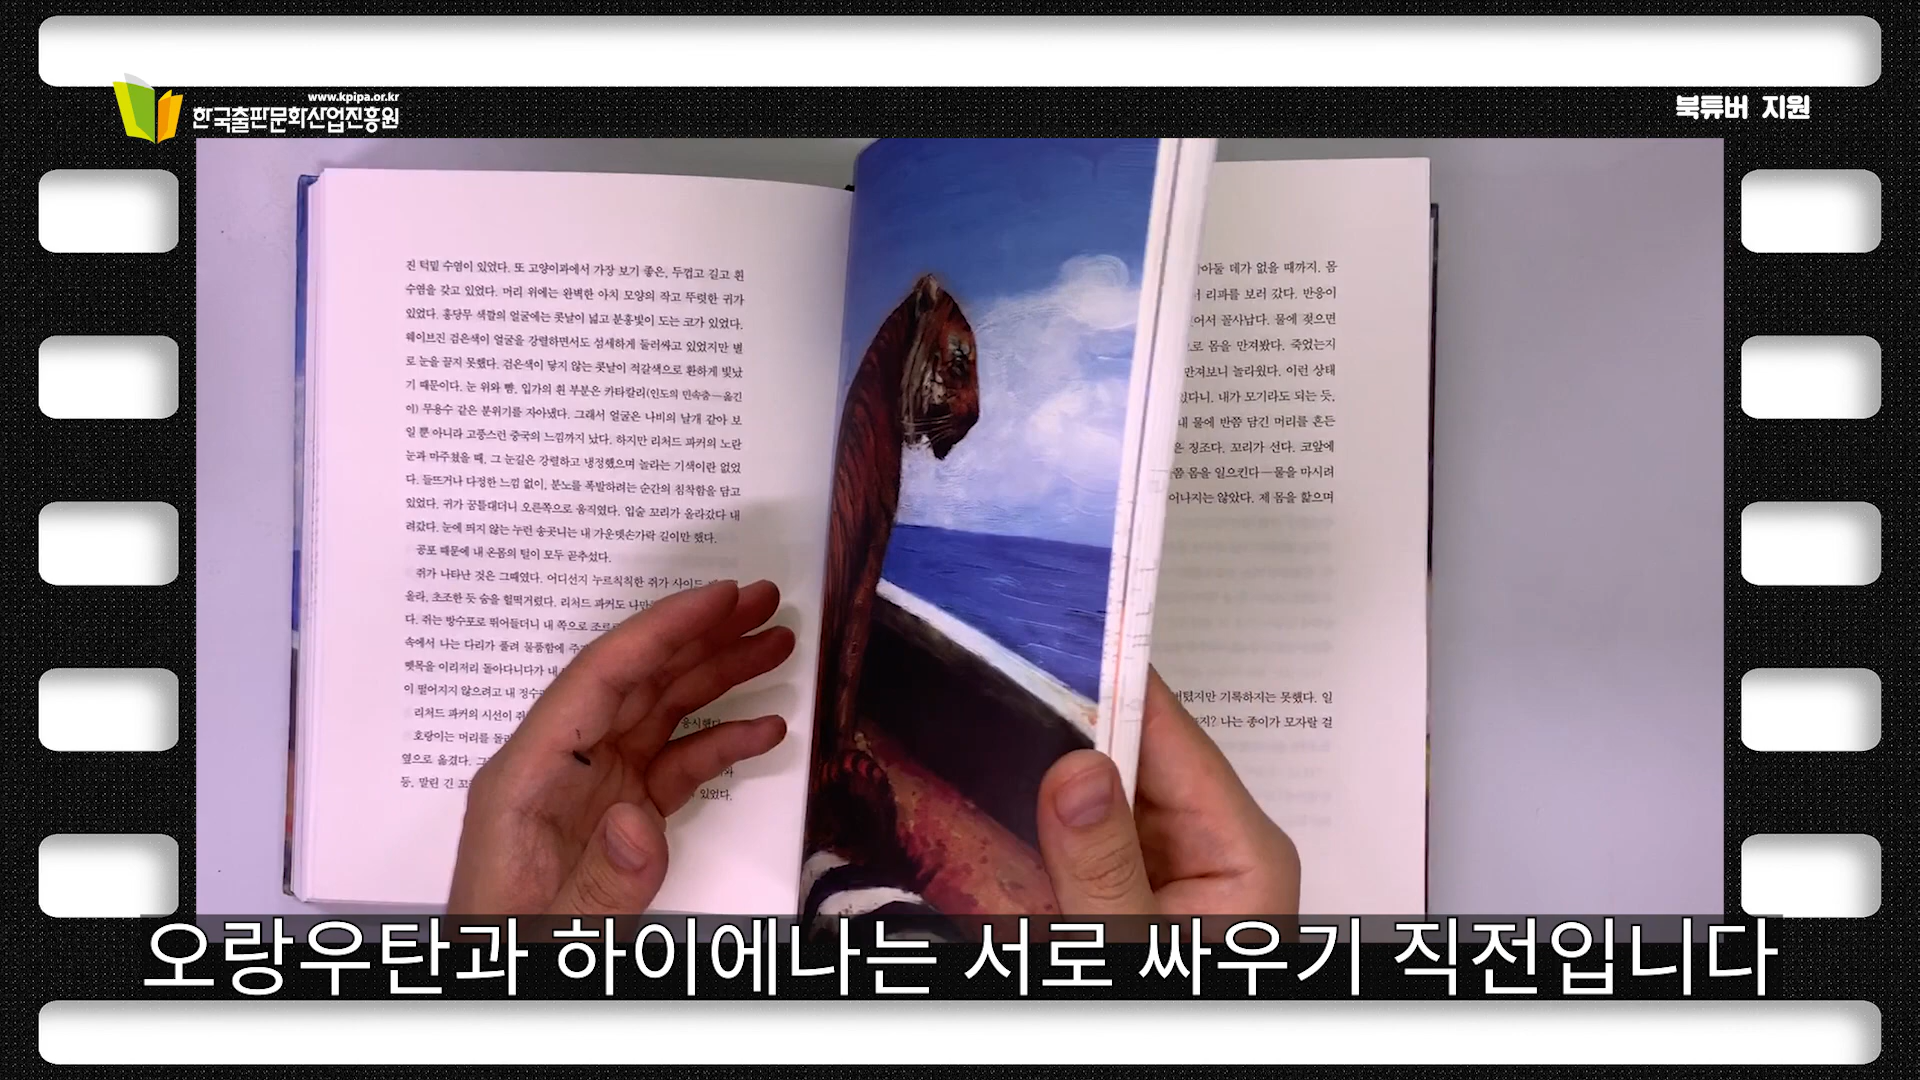 www.kpipa.or.kr
한국출판문화산업진흥원
북튜버 지원
진 턱밑 수염이 있었다. 또 고양이과에서 가장 보기 좋은, 두껍고 길고 흰
수염을 갖고 있었다. 머리 위에는 완벽한 아치 모양의 작고 뚜렷한 귀가
있었다. 홍당무 색깔의 얼굴에는 콧날이 넓고 분홍빛이 도는 코가 있었다.
웨이브진 검은색이 얼굴을 강렬하면서도 섬세하게 둘러싸고 있었지만 별
로 눈을 끌지 못했다. 검은색이 닿지 않는 콧날이 적갈색으로 환하게 빛났
기 때문이다. 눈 위와 뺨, 입가의 흰 부분은 카타칼리(인도의 민속춤—옮긴
이) 무용수 같은 분위기를 자아냈다. 그래서 얼굴은 나비의 날개 같아 보
일 뿐 아니라 고풍스런 중국의 느낌까지 났다. 하지만 리처드 파커의 노란
눈과 마주쳤을 때, 그 눈길은 강렬하고 냉정했으며 놀라는 기색이란 없었
다. 들뜨거나 다정한 느낌 없이, 분노를 폭발하려는 순간의 침착함을 담고
있었다. 귀가 꿈틀대더니 오른쪽으로 움직였다. 입술 꼬리가 올라갔다 내
려갔다. 눈에 띄지 않는 누런 송곳니는 내 가운뎃손가락 길이만 했다.
공포 때문에 내 온몸의 털이 모두 곤추섰다.
쥐가 나타난 것은 그때였다. 어디선지 누르칙칙한 쥐가 사이드
올라, 초조한 듯 숨을 헐떡거렸다. 리처드 파커도 나만
다. 쥐는 방수포로 뛰어들더니 내 쪽으로
속에서 나는 다리가 풀려 물품함에
뗏목을 이리저리 돌아다니다가 내
이 떨어지지 않으려고 내
리처드 파커의 시선이 응시했다.
호랑이는 머리를
옆으로 옮겼다.
등, 말린 긴 있었다.
데가 없을 때까지. 몸
리파를 보러 갔다. 반응이
꼴사납다. 물에 젖으면
몸을 만져봤다. 죽었는지
만져보니 놀라웠다. 이런 상태
있다니. 내가 모기라도 되는 듯,
내 물에 반쯤 담긴 머리를 흔든
정조다. 꼬리가 선다. 코앞에
몸을 일으킨다—물을 마시려
않았다. 제 몸을 핥으며
버텼지만 기록하지는 못했다. 일
나는 종이가 모자랄 걸
오랑우탄과 하이에나는 서로 싸우기 직전입니다